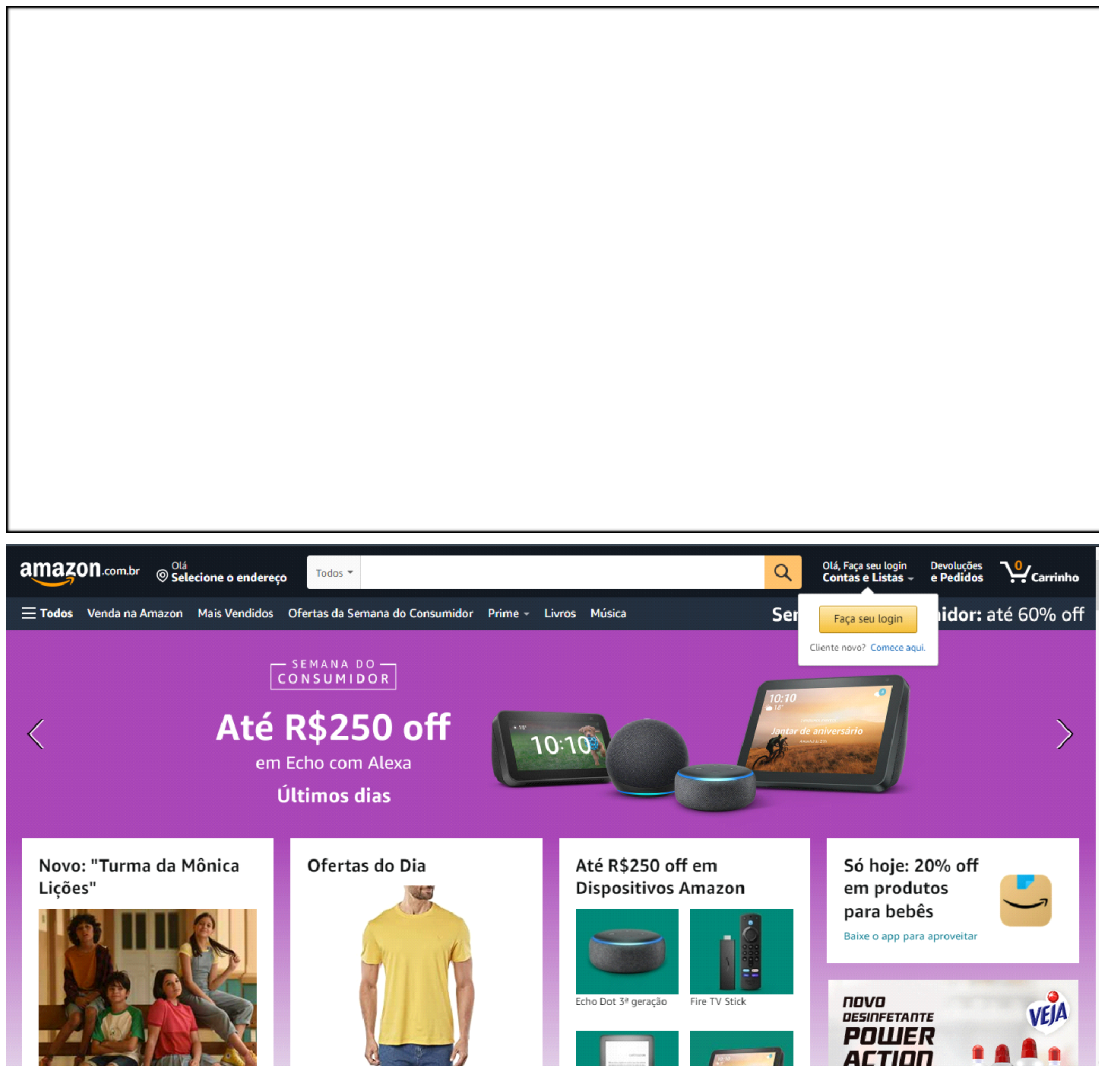 amazon.com.br
Olá
Selecione o endereço
Todos
Olá, Faça seu login
Contas e Listas
Devoluções
e Pedidos
0
Carrinho
Todos
Venda na Amazon
Mais Vendidos
Ofertas da Semana do Consumidor
Prime
Livros
Música
até 60% off
Faça seu login
Cliente novo? Comece aqui.
SEMANA DO
CONSUMIDOR
Até R$250 off
em Echo com Alexa
Últimos dias
10:10
10:10
Jantar de aniversário
Novo: "Turma da Mônica
Lições"
Ofertas do Dia
Até R$250 off em
Dispositivos Amazon
Echo Dot 3ª geração
Fire TV Stick
Só hoje: 20% off
em produtos
para bebês
Baixe o app para aproveitar
NOVO
DESINFETANTE
POWER
ACTION
VEJA